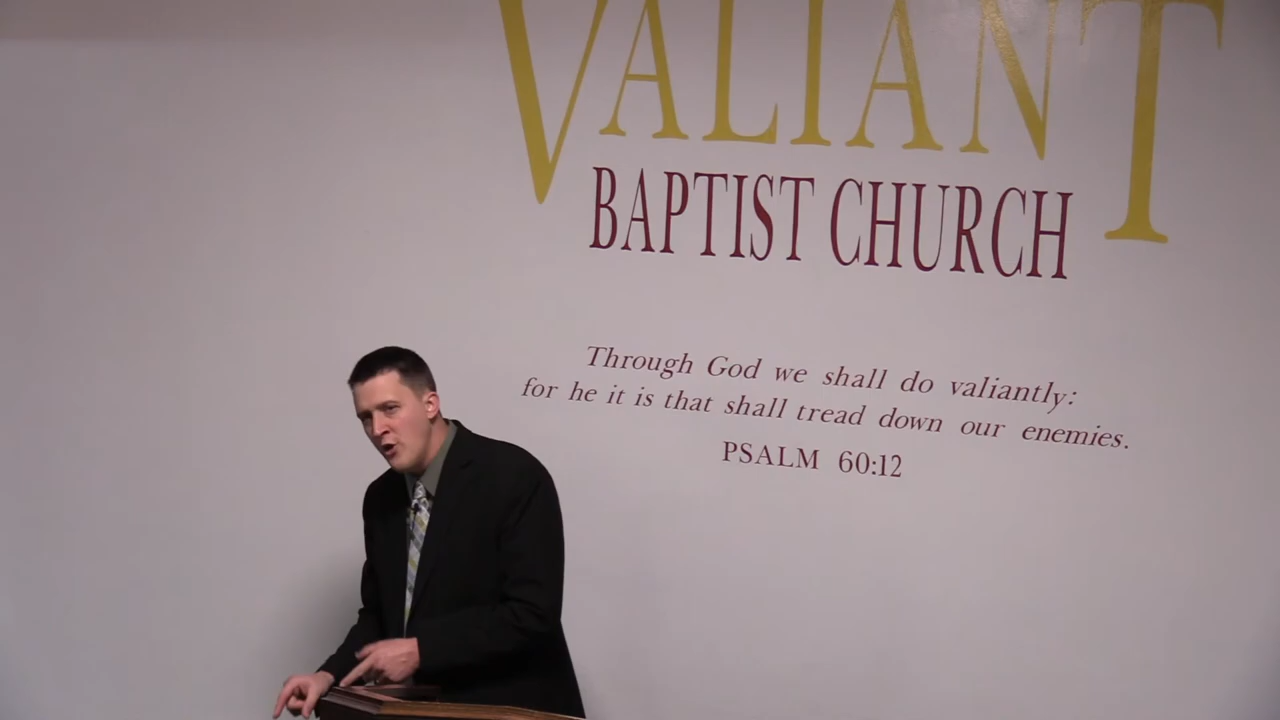 VALIANT
BAPTIST CHURCH
Through God we shall do valiantly:
for he it is that shall tread down our enemies.
PSALM 60:12